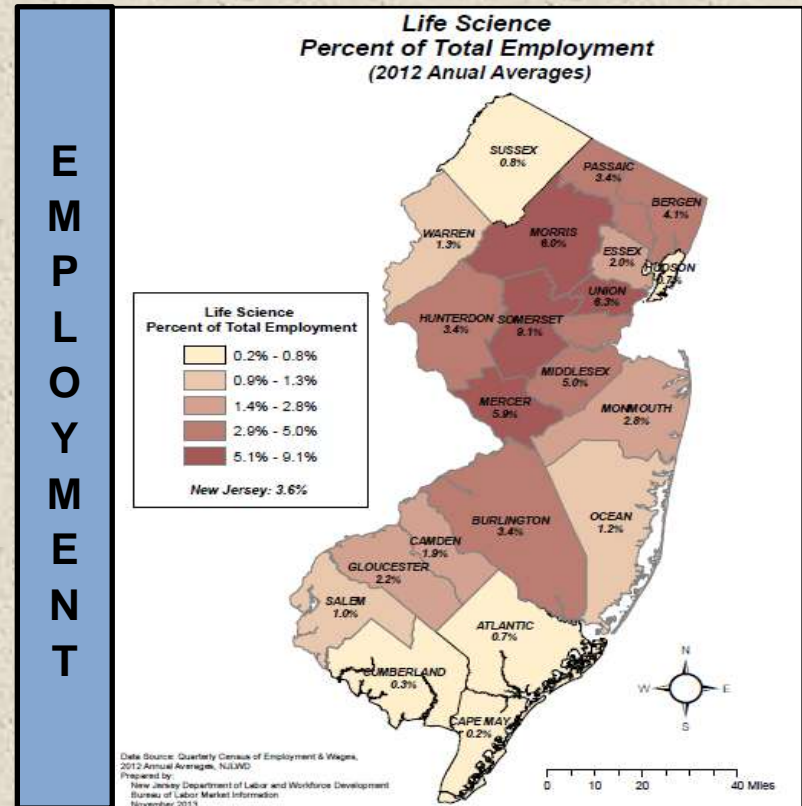 EMPLOYMENT
Life Science
Percent of Total Employment
(2012 Anual Averages)
SUSSEX
0.8%
PASSAIC
3.4%
BERGEN
4.1%
WARREN
1.3%
MORRIS
6.0%
ESSEX
2.0%
HUDSON
0.7%
UNION
6.3%
HUNTERDON
3.4%
SOMERSET
9.1%
MIDDLESEX
5.0%
MERCER
5.9%
MONMOUTH
2.8%
Life Science
Percent of Total Employment
0.2% - 0.8%
0.9% - 1.3%
1.4% - 2.8%
2.9% - 5.0%
5.1% - 9.1%
New Jersey: 3.6%
OCEAN
1.2%
BURLINGTON
3.4%
CAMDEN
1.9%
GLOUCESTER
2.2%
SALEM
1.0%
ATLANTIC
0.7%
CUMBERLAND
0.3%
CAPE MAY
0.2%
N
W
E
S
Data Source: Quarterly Census of Employment & Wages,
2012 Annual Averages, NJLWD
Prepared by:
New Jersey Department of Labor and Workforce Development
Bureau of Labor Market Information
November 2013
0 5 10 20 30 40 Miles